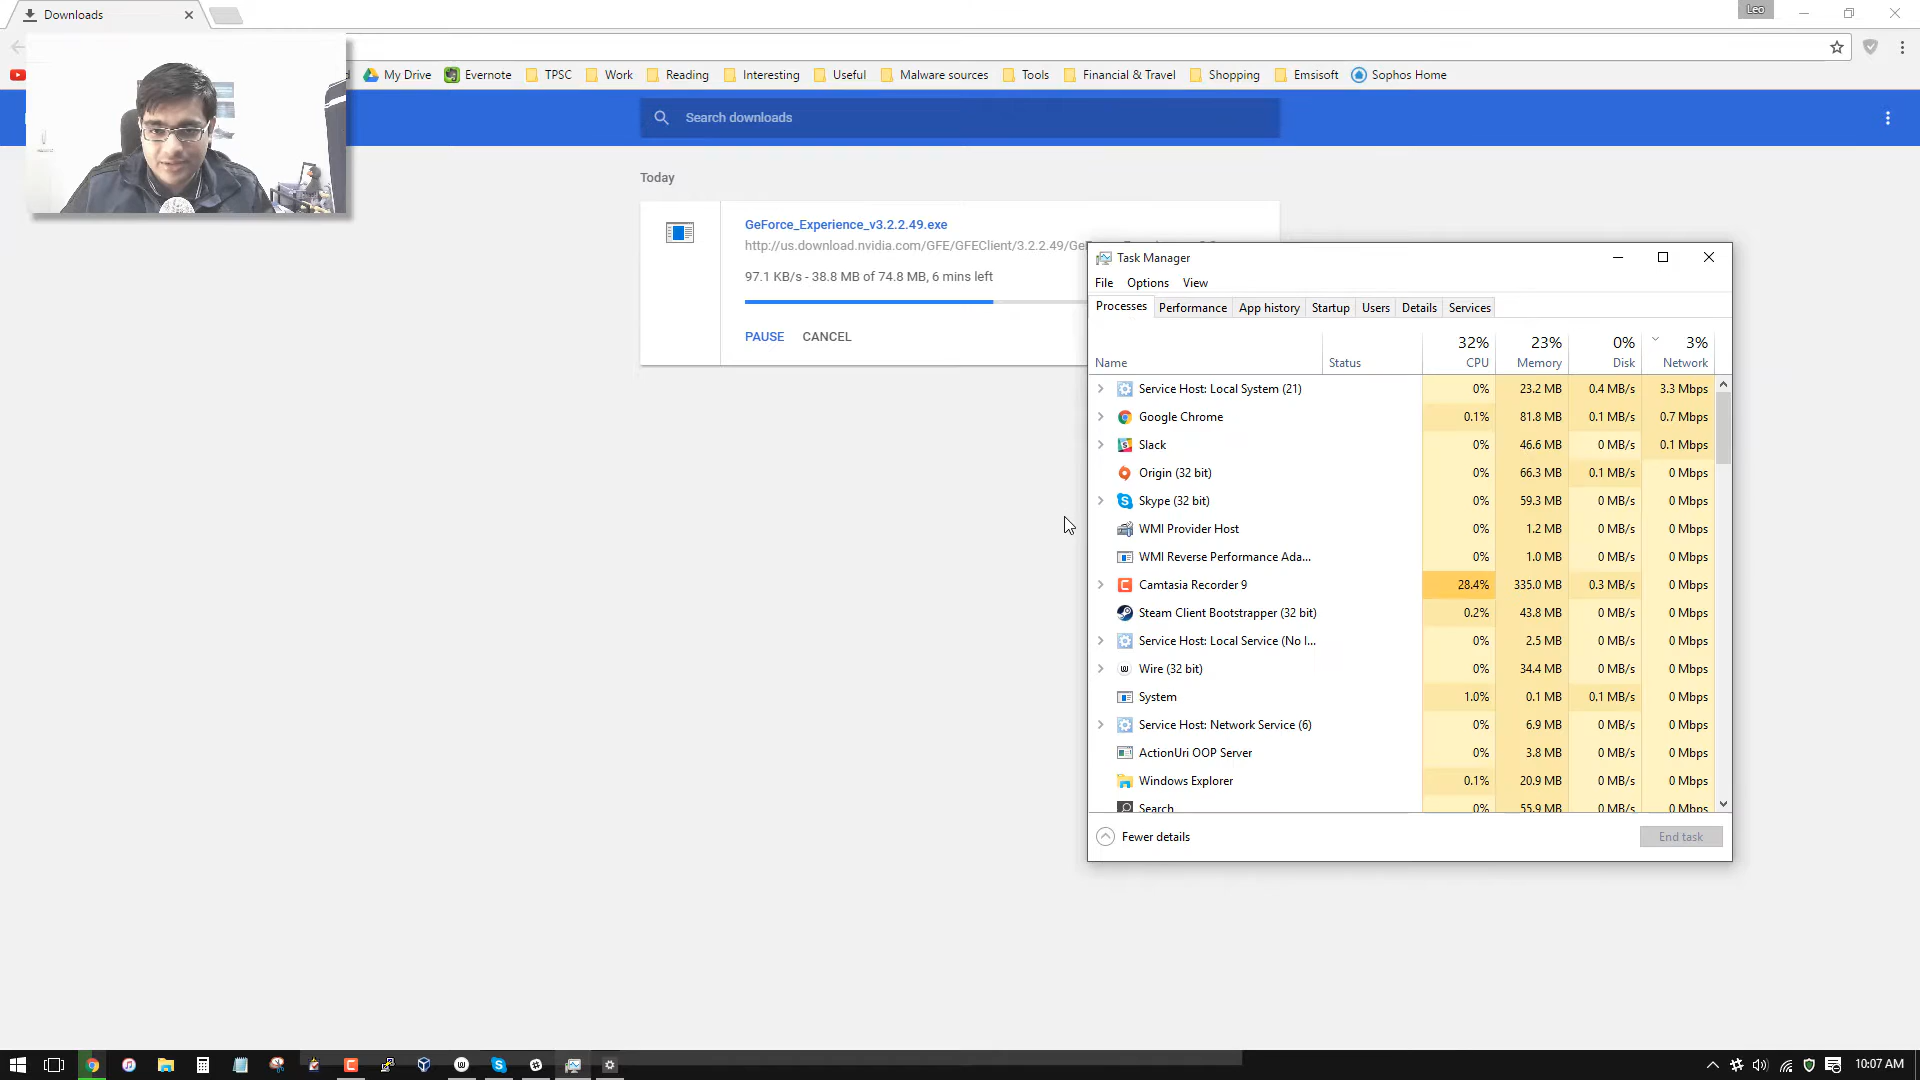 Downloads
Leo
d My Drive Evernote TPSC Work Reading Interesting Useful Malware sources Tools Financial & Travel Shopping Emsisoft Sophos Home
Search downloads
Today
GeForce_Experience_v3.2.2.49.exe
http://us.download.nvidia.com/GFE/GFEClient/3.2.2.49/Ge
97.1 KB/s - 38.8 MB of 74.8 MB, 6 mins left
PAUSE CANCEL
Task Manager
File Options View
Processes Performance App history Startup Users Details Services
32% 23% 0% 3%
Name Status CPU Memory Disk Network
Service Host: Local System (21) 0% 23.2 MB 0.4 MB/s 3.3 Mbps
Google Chrome 0.1% 81.8 MB 0.1 MB/s 0.7 Mbps
Slack 0% 46.6 MB 0 MB/s 0.1 Mbps
Origin (32 bit) 0% 66.3 MB 0.1 MB/s 0 Mbps
Skype (32 bit) 0% 59.3 MB 0 MB/s 0 Mbps
WMI Provider Host 0% 1.2 MB 0 MB/s 0 Mbps
WMI Reverse Performance Ada... 0% 1.0 MB 0 MB/s 0 Mbps
Camtasia Recorder 9 28.4% 335.0 MB 0.3 MB/s 0 Mbps
Steam Client Bootstrapper (32 bit) 0.2% 43.8 MB 0 MB/s 0 Mbps
Service Host: Local Service (No I... 0% 2.5 MB 0 MB/s 0 Mbps
Wire (32 bit) 0% 34.4 MB 0 MB/s 0 Mbps
System 1.0% 0.1 MB 0.1 MB/s 0 Mbps
Service Host: Network Service (6) 0% 6.9 MB 0 MB/s 0 Mbps
ActionUri OOP Server 0% 3.8 MB 0 MB/s 0 Mbps
Windows Explorer 0.1% 20.9 MB 0 MB/s 0 Mbps
Search 0% 55.9 MB 0 MB/s 0 Mbps
Fewer details End task
10:07 AM